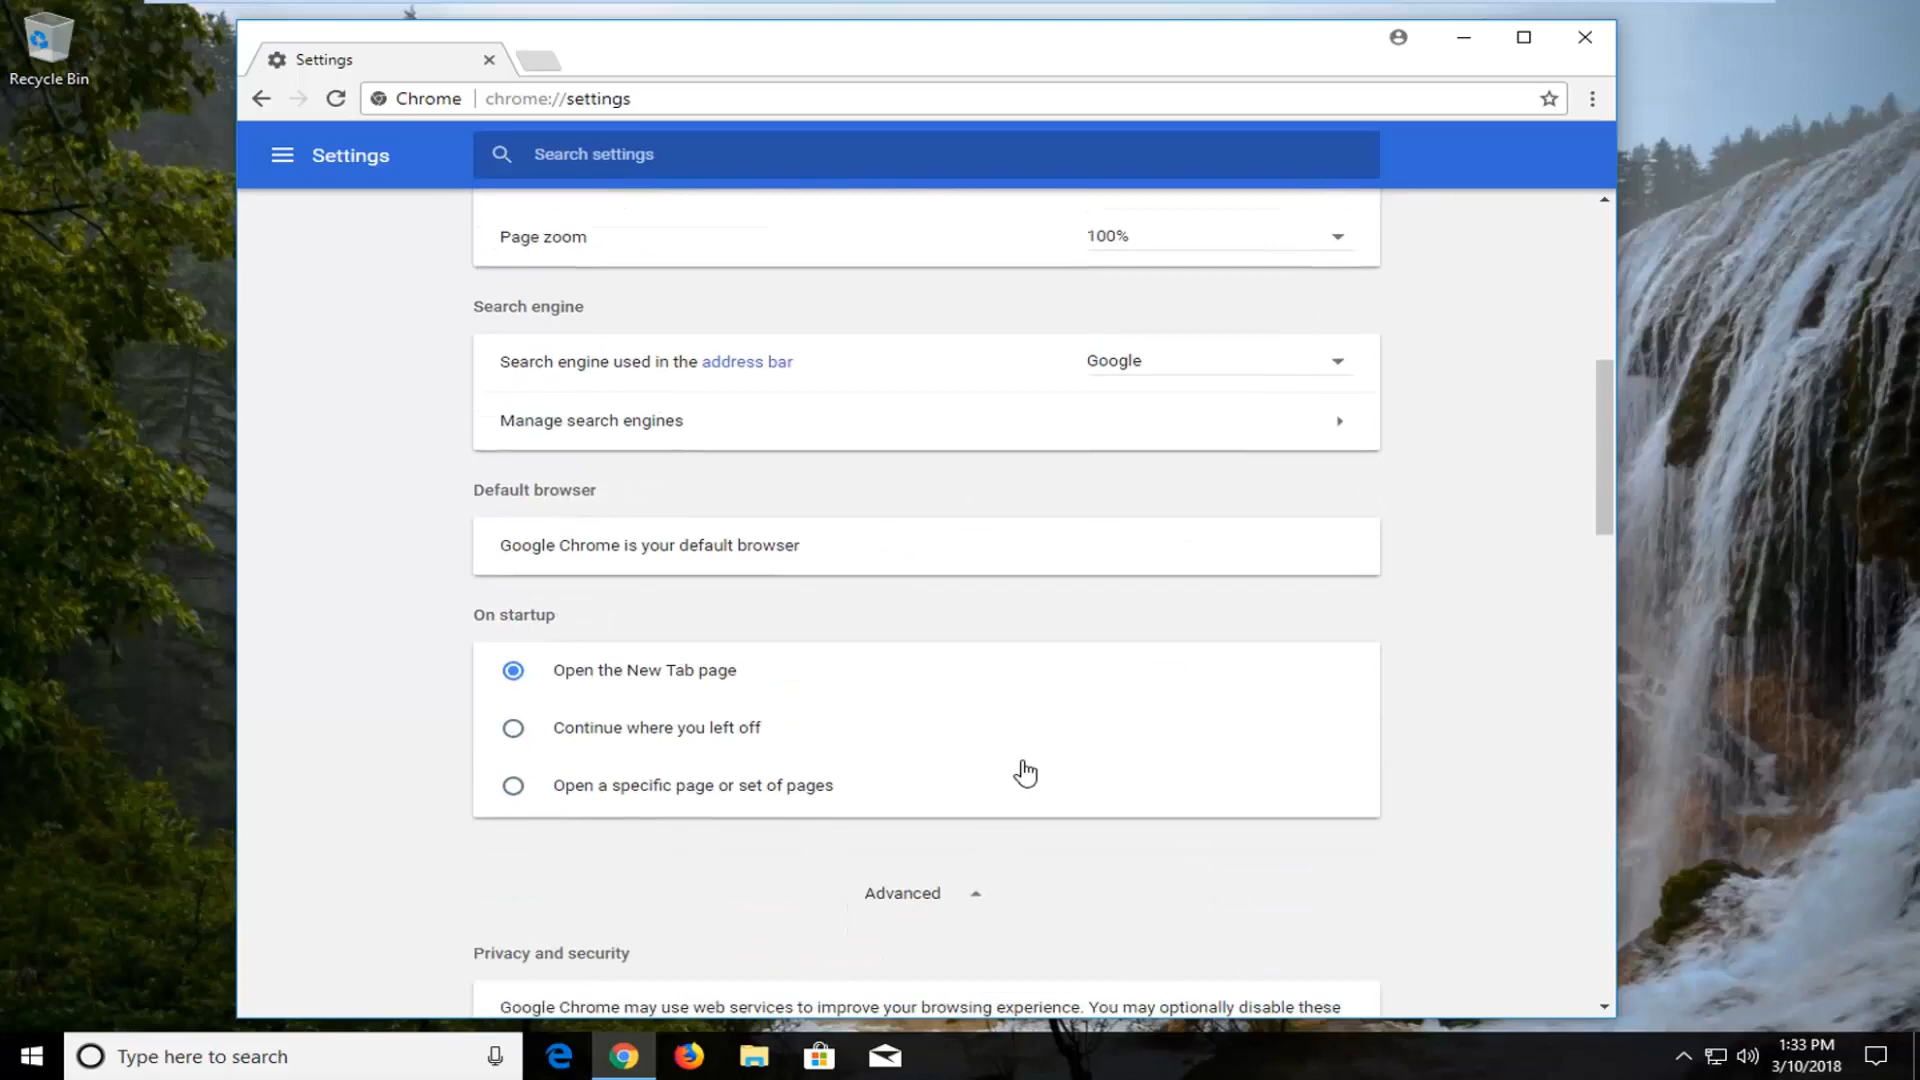 Recycle Bin
Settings
Chrome chrome://settings
Settings
Search settings
Page zoom 100%
Search engine
Search engine used in the address bar Google
Manage search engines
Default browser
Google Chrome is your default browser
On startup
Open the New Tab page
Continue where you left off
Open a specific page or set of pages
Advanced
Privacy and security
Google Chrome may use web services to improve your browsing experience. You may optionally disable these
Type here to search
1:33 PM
3/10/2018